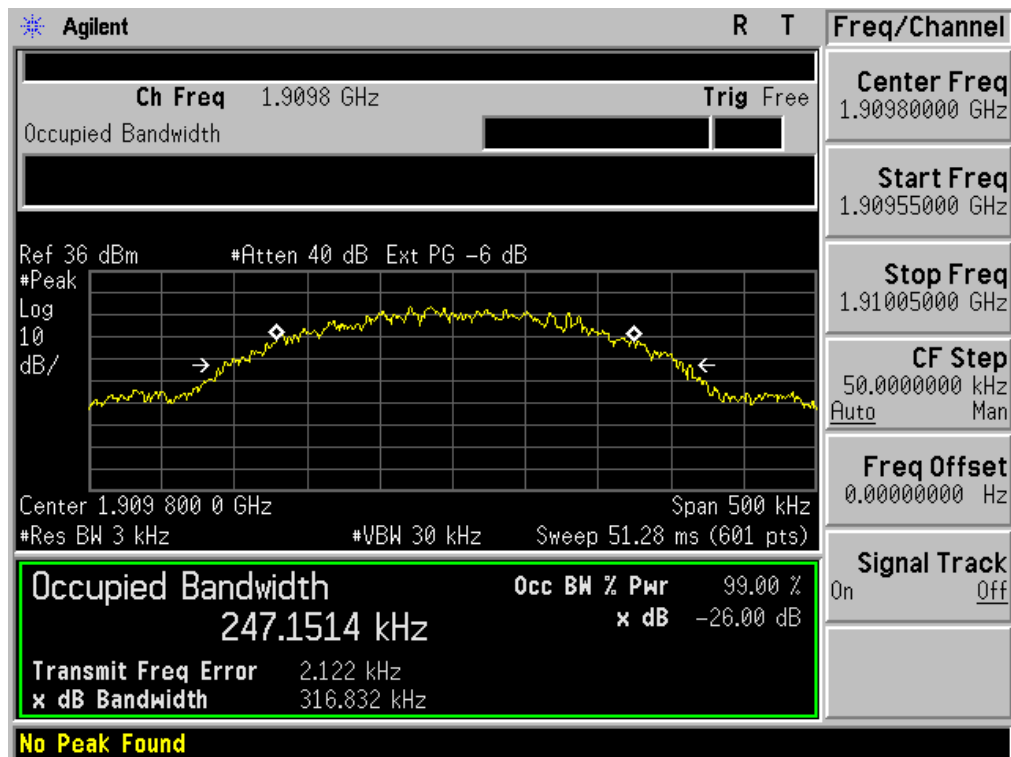 Agilent R T
Freq/Channel
Ch Freq 1.9098 GHz Trig Free
Occupied Bandwidth
Center Freq
1.90980000 GHz
Start Freq
1.90955000 GHz
Stop Freq
1.91005000 GHz
CF Step
50.0000000 kHz
Auto Man
Freq Offset
0.00000000 Hz
Signal Track
On Off
Ref 36 dBm #Atten 40 dB Ext PG -6 dB
#Peak
Log
10
dB/
Center 1.909 800 0 GHz Span 500 kHz
#Res BW 3 kHz #VBW 30 kHz Sweep 51.28 ms (601 pts)
Occupied Bandwidth
247.1514 kHz
Occ BW % Pwr 99.00 %
x dB -26.00 dB
Transmit Freq Error 2.122 kHz
x dB Bandwidth 316.832 kHz
No Peak Found